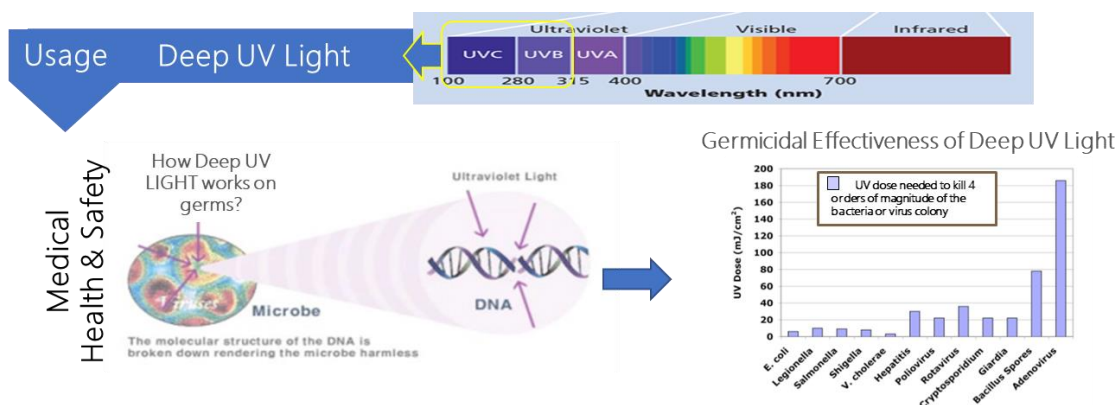 Usage
Deep UV Light
Ultraviolet
Visible
Infrared
UVC
UVB
UVA
100
280
315
400
700
Wavelength (nm)
Medical
Health & Safety
How Deep UV
LIGHT works on
germs?
Viruses
Microbe
Ultraviolet Light
DNA
The molecular structure of the DNA is
broken down rendering the microbe harmless
Germicidal Effectiveness of Deep UV Light
UV dose needed to kill 4
orders of magnitude of the
bacteria or virus colony
UV Dose (mJ/cm²)
200
180
160
140
120
100
80
60
40
20
0
E. coli
Legionella
Salmonella
Shigella
V. cholerae
Hepatitis
Poliovirus
Rotavirus
Cryptosporidium
Giardia
Bacillus Spores
Adenovirus